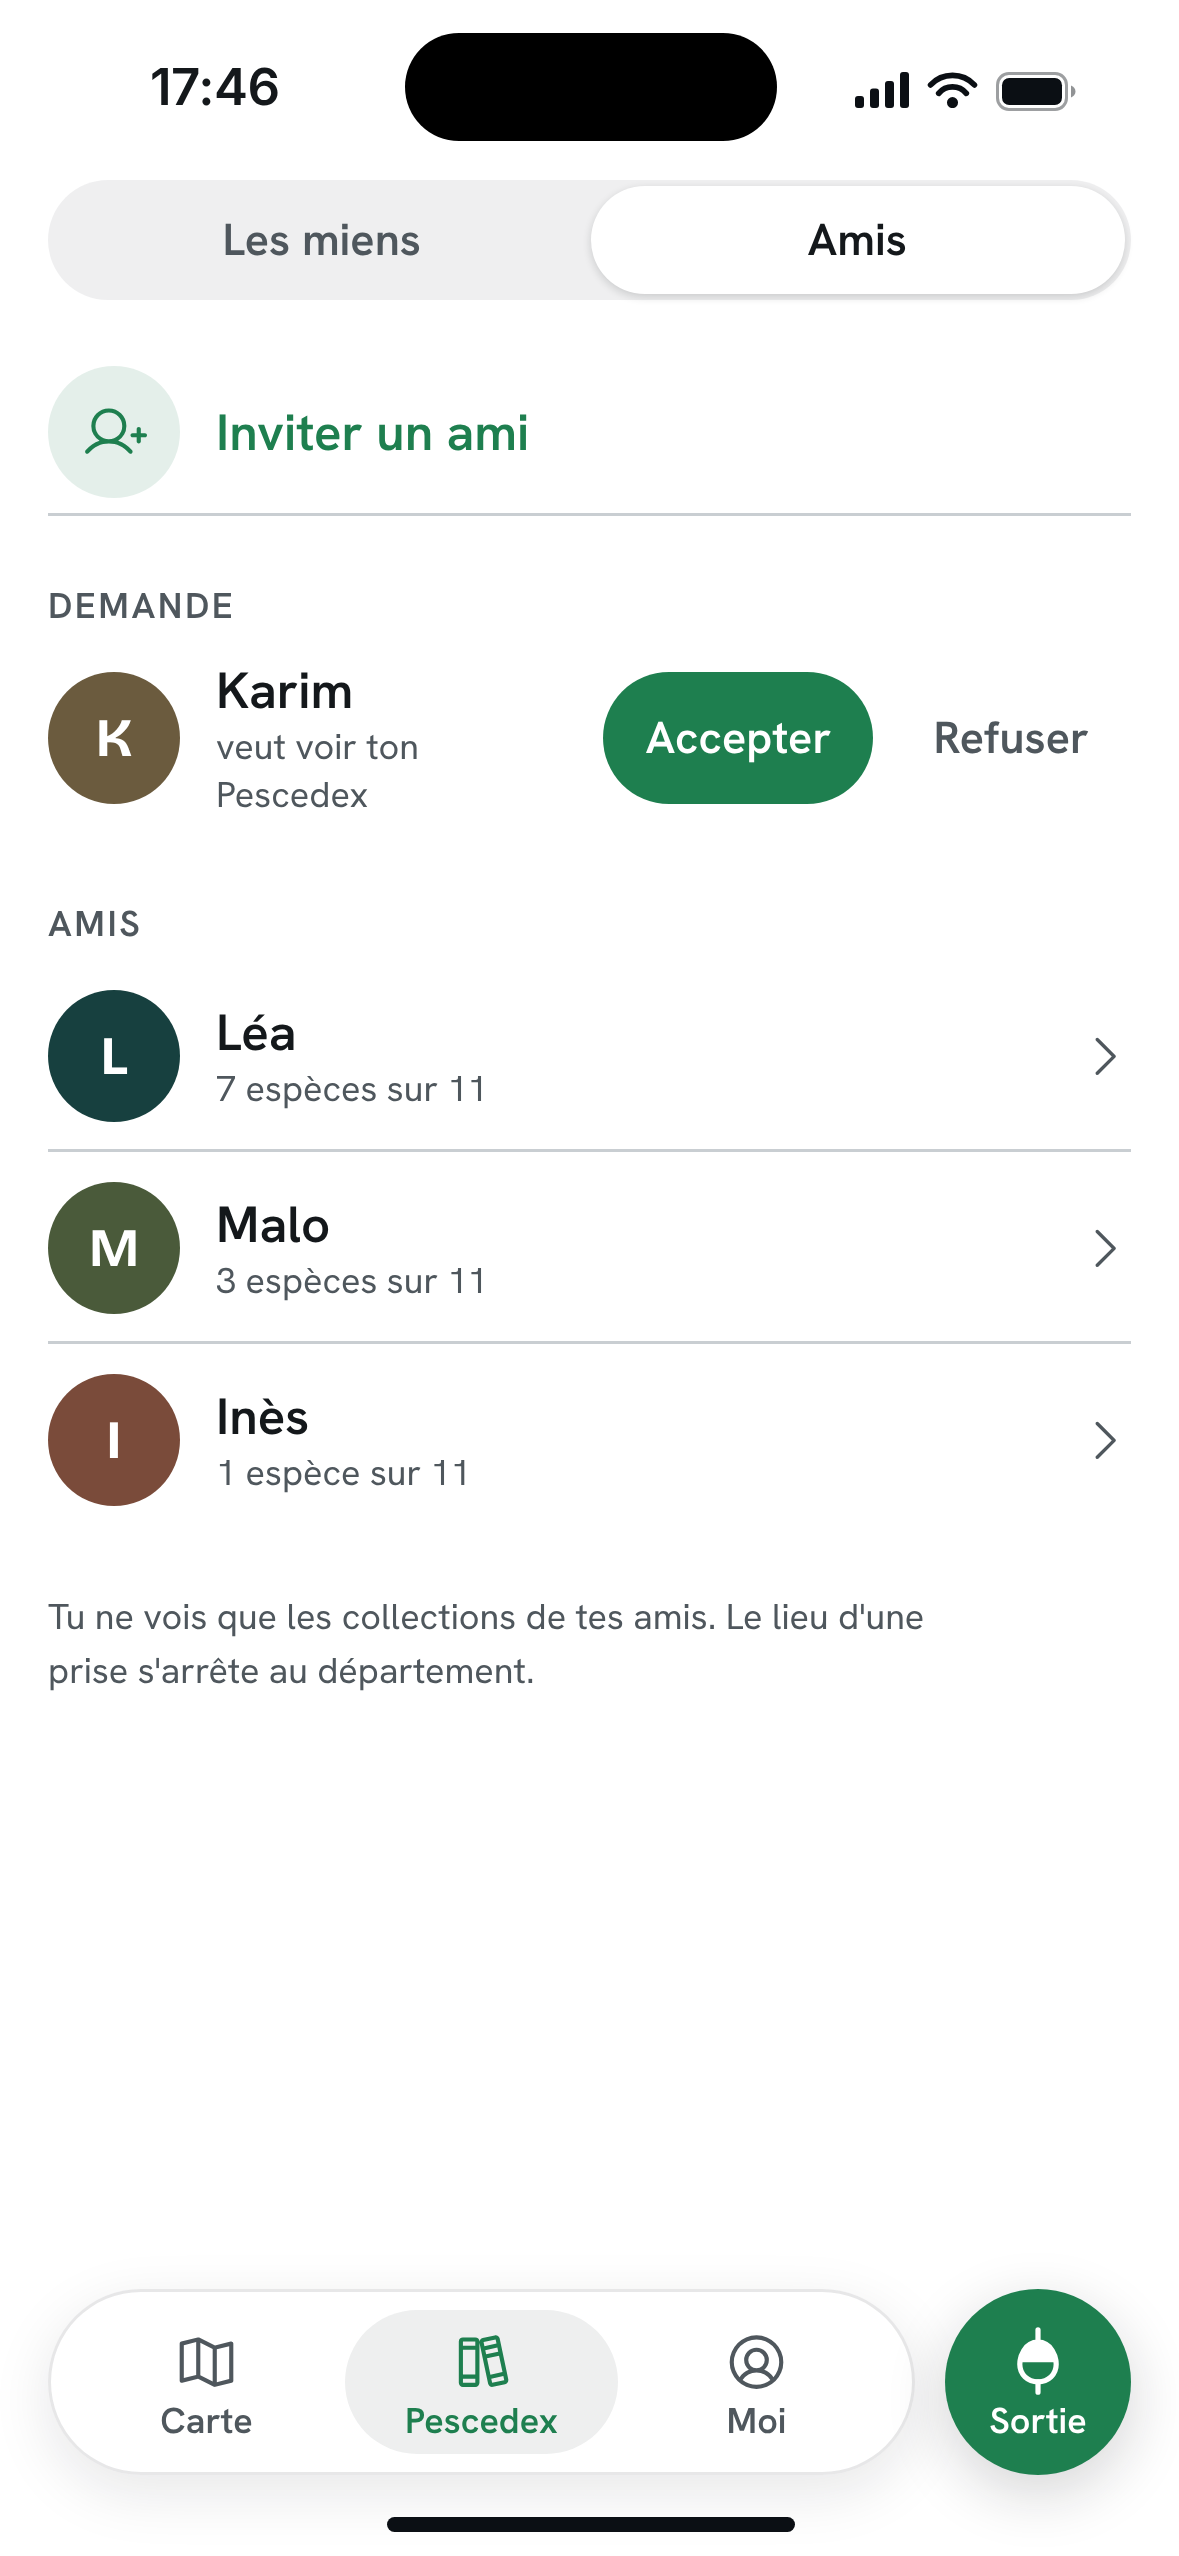 17:46
Les miens
Amis
Inviter un ami
DEMANDE
K
Karim
veut voir ton
Pescedex
Accepter
Refuser
AMIS
L
Léa
7 espèces sur 11
M
Malo
3 espèces sur 11
I
Inès
1 espèce sur 11
Tu ne vois que les collections de tes amis. Le lieu d'une
prise s'arrête au département.
Carte
Pescedex
Moi
Sortie